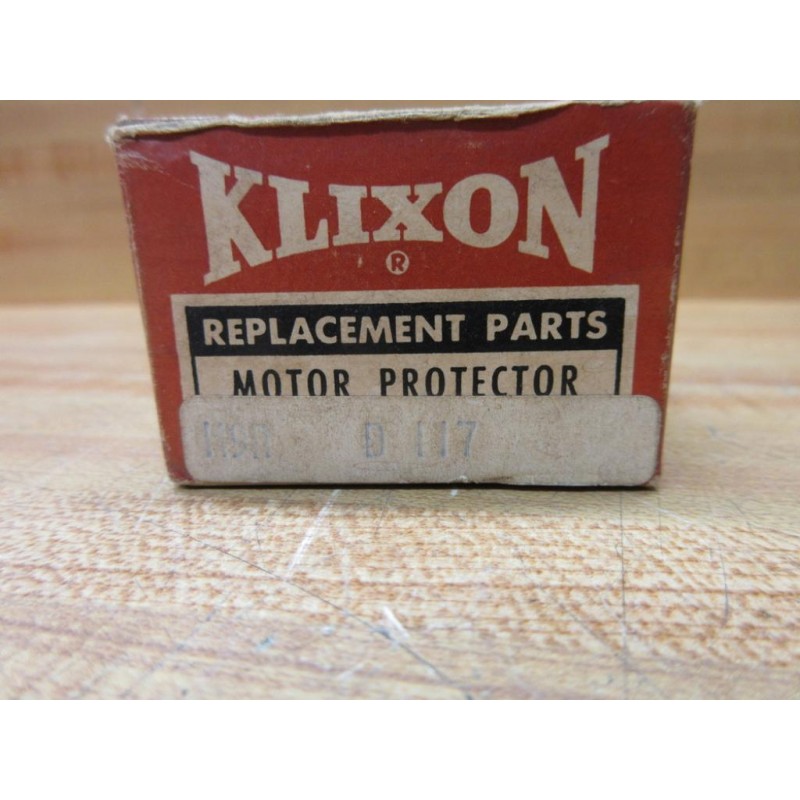 KLIXON
®
REPLACEMENT PARTS
MOTOR PROTECTOR
D 117